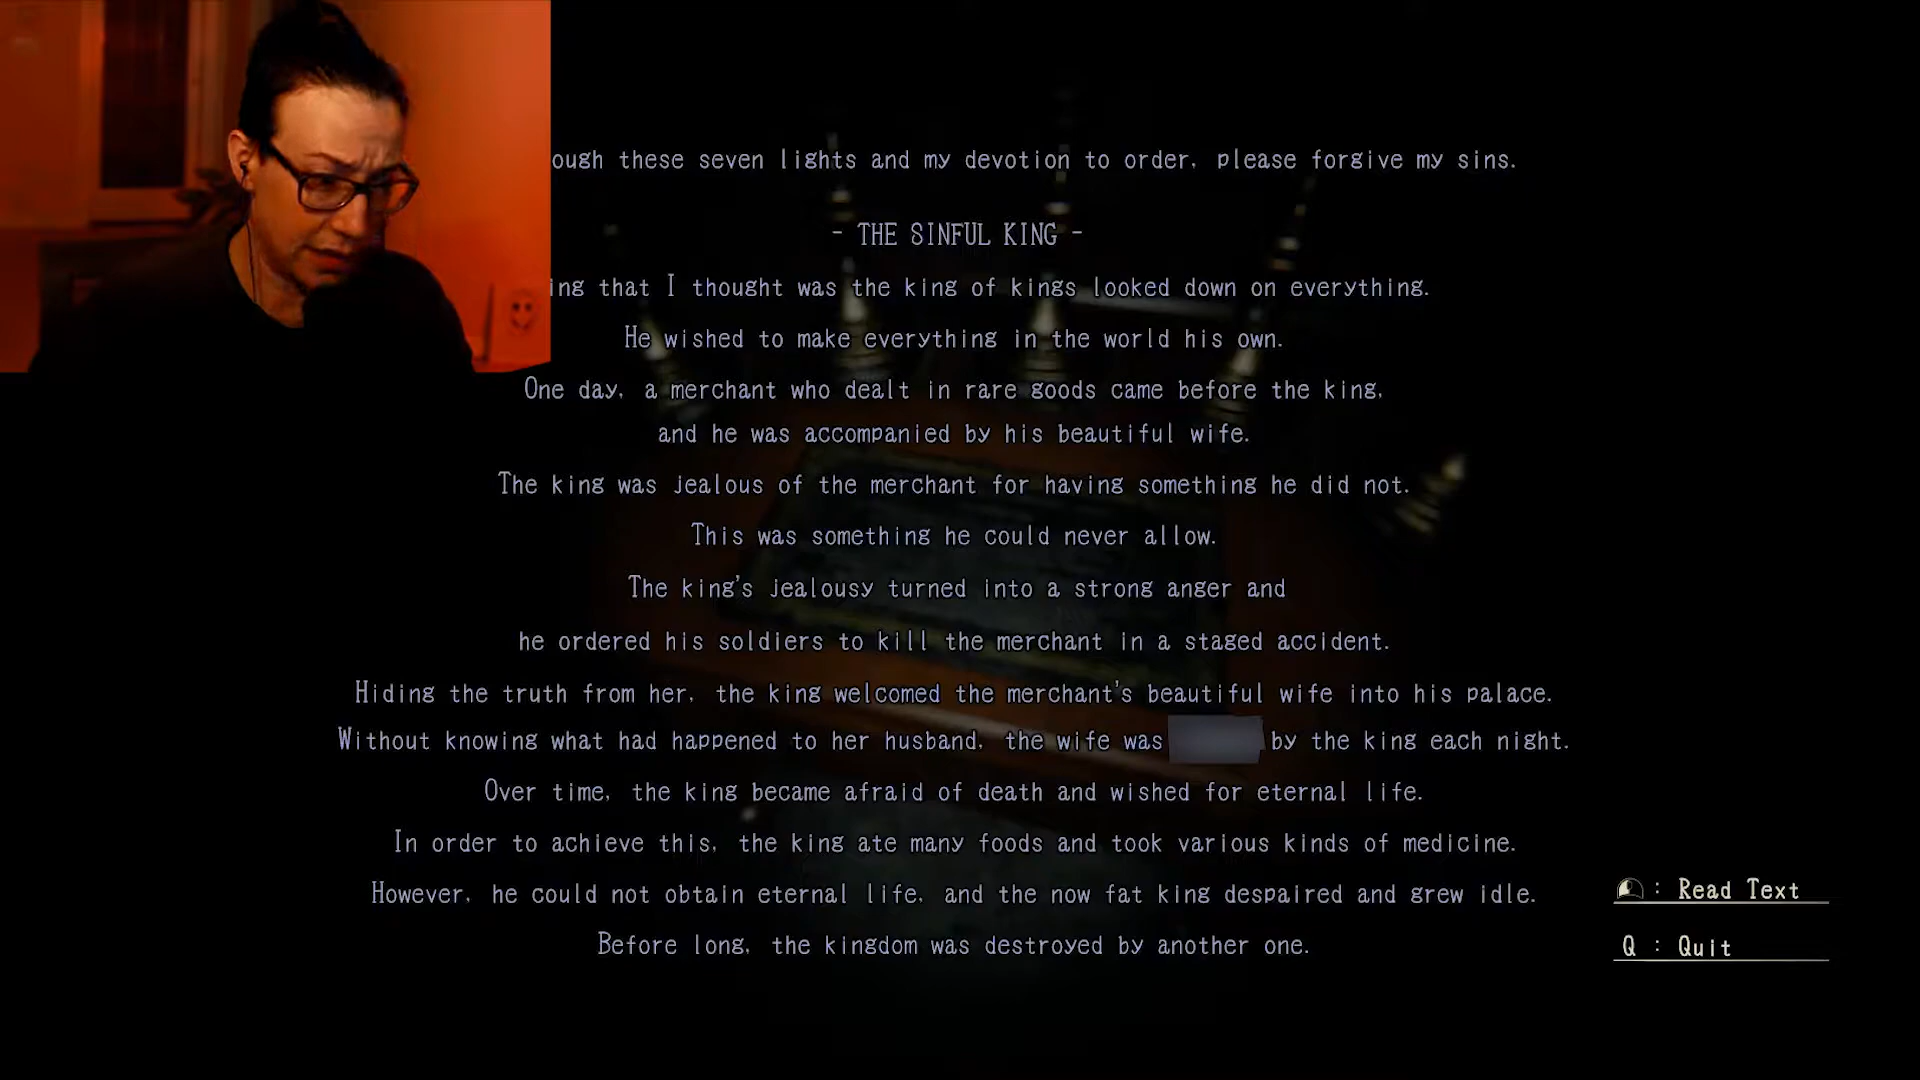 ough these seven lights and my devotion to order, please forgive my sins.
- THE SINFUL KING -
ing that I thought was the king of kings looked down on everything.
He wished to make everything in the world his own.
One day, a merchant who dealt in rare goods came before the king,
and he was accompanied by his beautiful wife.
The king was jealous of the merchant for having something he did not.
This was something he could never allow.
The king's jealousy turned into a strong anger and
he ordered his soldiers to kill the merchant in a staged accident.
Hiding the truth from her, the king welcomed the merchant's beautiful wife into his palace.
Without knowing what had happened to her husband, the wife was by the king each night.
Over time, the king became afraid of death and wished for eternal life.
In order to achieve this, the king ate many foods and took various kinds of medicine.
However, he could not obtain eternal life, and the now fat king despaired and grew idle.
Before long, the kingdom was destroyed by another one.
: Read Text
Q : Quit